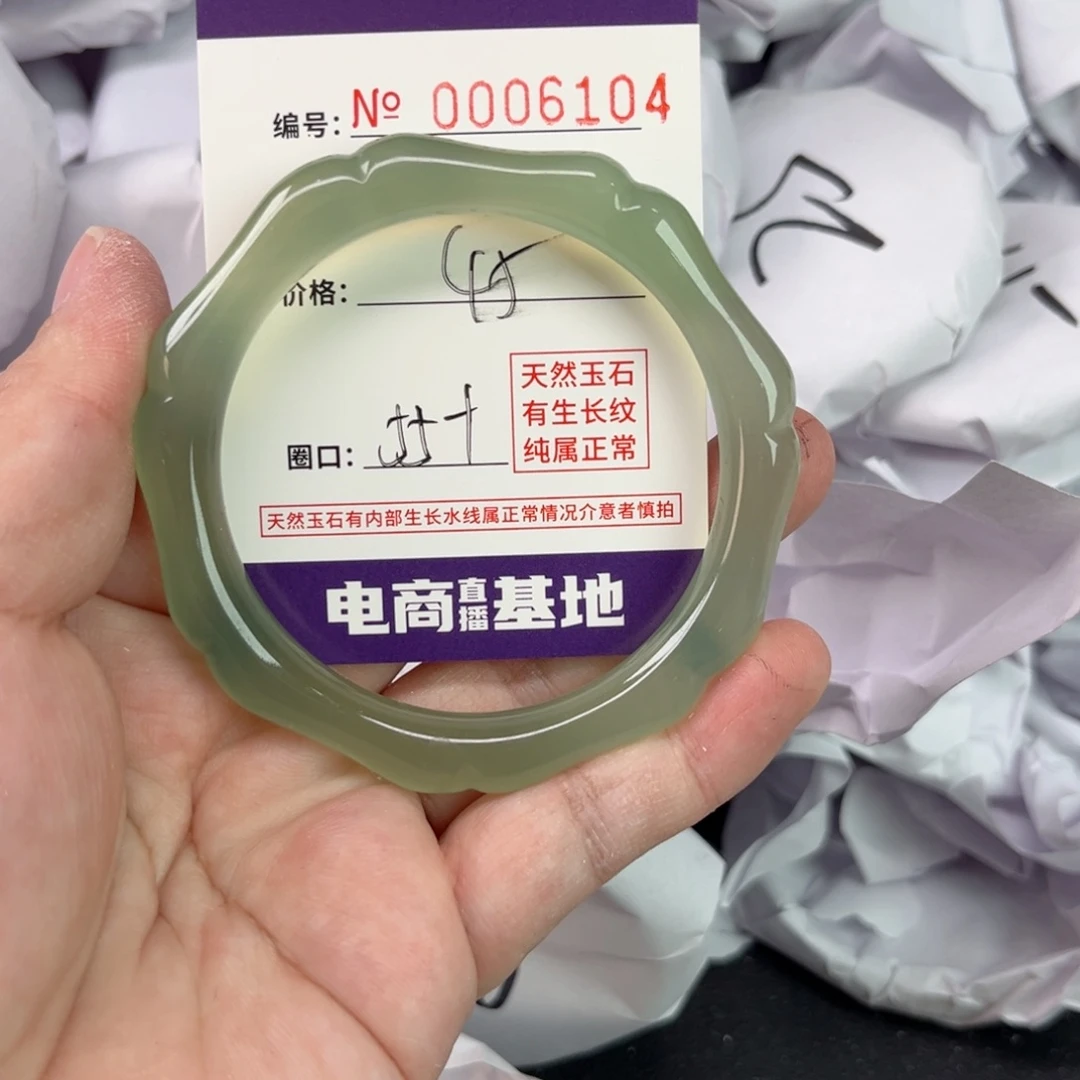 编号: № 0006104
价格:
天然玉石
有生长纹
纯属正常
圈口:
天然玉石有内部生长水线属正常情况介意者慎拍
电商直播基地